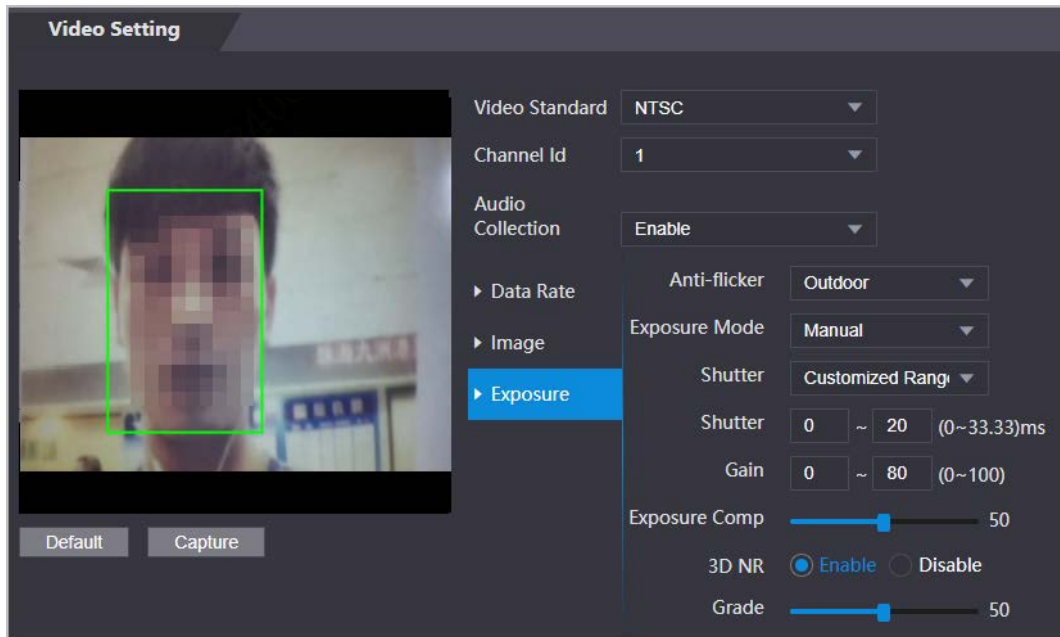 Video Setting
Video Standard NTSC
Channel Id 1
Audio
Collection Enable
Data Rate
Image
Exposure
Anti-flicker Outdoor
Exposure Mode Manual
Shutter Customized Rang
Shutter 0 ~ 20 (0~33.33)ms
Gain 0 ~ 80 (0~100)
Exposure Comp 50
3D NR Enable Disable
Grade 50
Default Capture